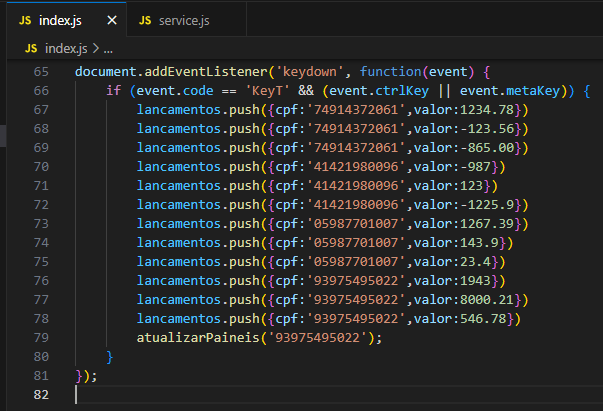 JS index.js × JS service.js
JS index.js > ...
65 document.addEventListener('keydown', function(event) {
66     if (event.code == 'KeyT' && (event.ctrlKey || event.metaKey)) {
67         lancamentos.push({cpf:'74914372061',valor:1234.78})
68         lancamentos.push({cpf:'74914372061',valor:-123.56})
69         lancamentos.push({cpf:'74914372061',valor:-865.00})
70         lancamentos.push({cpf:'41421980096',valor:-987})
71         lancamentos.push({cpf:'41421980096',valor:123})
72         lancamentos.push({cpf:'41421980096',valor:-1225.9})
73         lancamentos.push({cpf:'05987701007',valor:1267.39})
74         lancamentos.push({cpf:'05987701007',valor:143.9})
75         lancamentos.push({cpf:'05987701007',valor:23.4})
76         lancamentos.push({cpf:'93975495022',valor:1943})
77         lancamentos.push({cpf:'93975495022',valor:8000.21})
78         lancamentos.push({cpf:'93975495022',valor:546.78})
79         atualizarPaineis('93975495022');
80     }
81 });
82